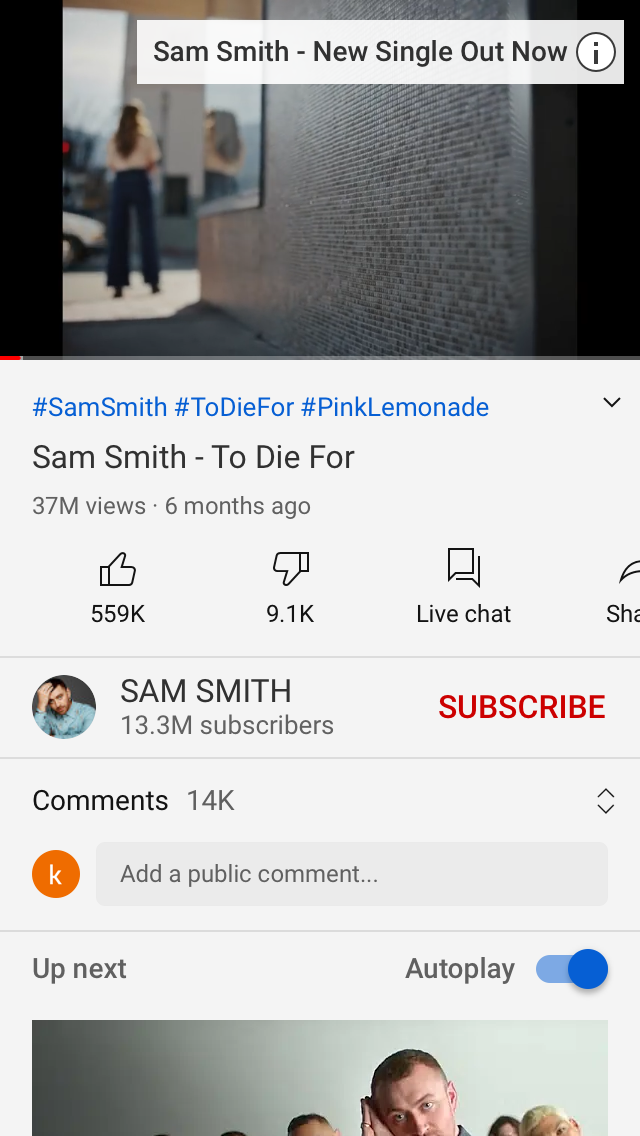 Sam Smith - New Single Out Now
#SamSmith #ToDieFor #PinkLemonade
Sam Smith - To Die For
37M views · 6 months ago
559K
9.1K
Live chat
Sha
SAM SMITH
13.3M subscribers
SUBSCRIBE
Comments 14K
k
Add a public comment...
Up next
Autoplay